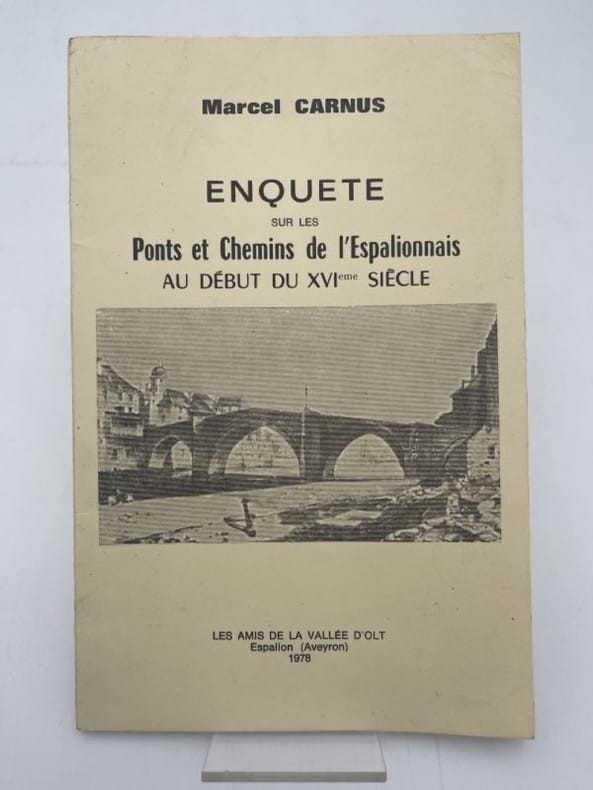 Marcel CARNUS
ENQUETE
SUR LES
Ponts et Chemins de l'Espalionnais
AU DÉBUT DU XVIeme SIÈCLE
LES AMIS DE LA VALLÉE D'OLT
Espalion (Aveyron)
1978